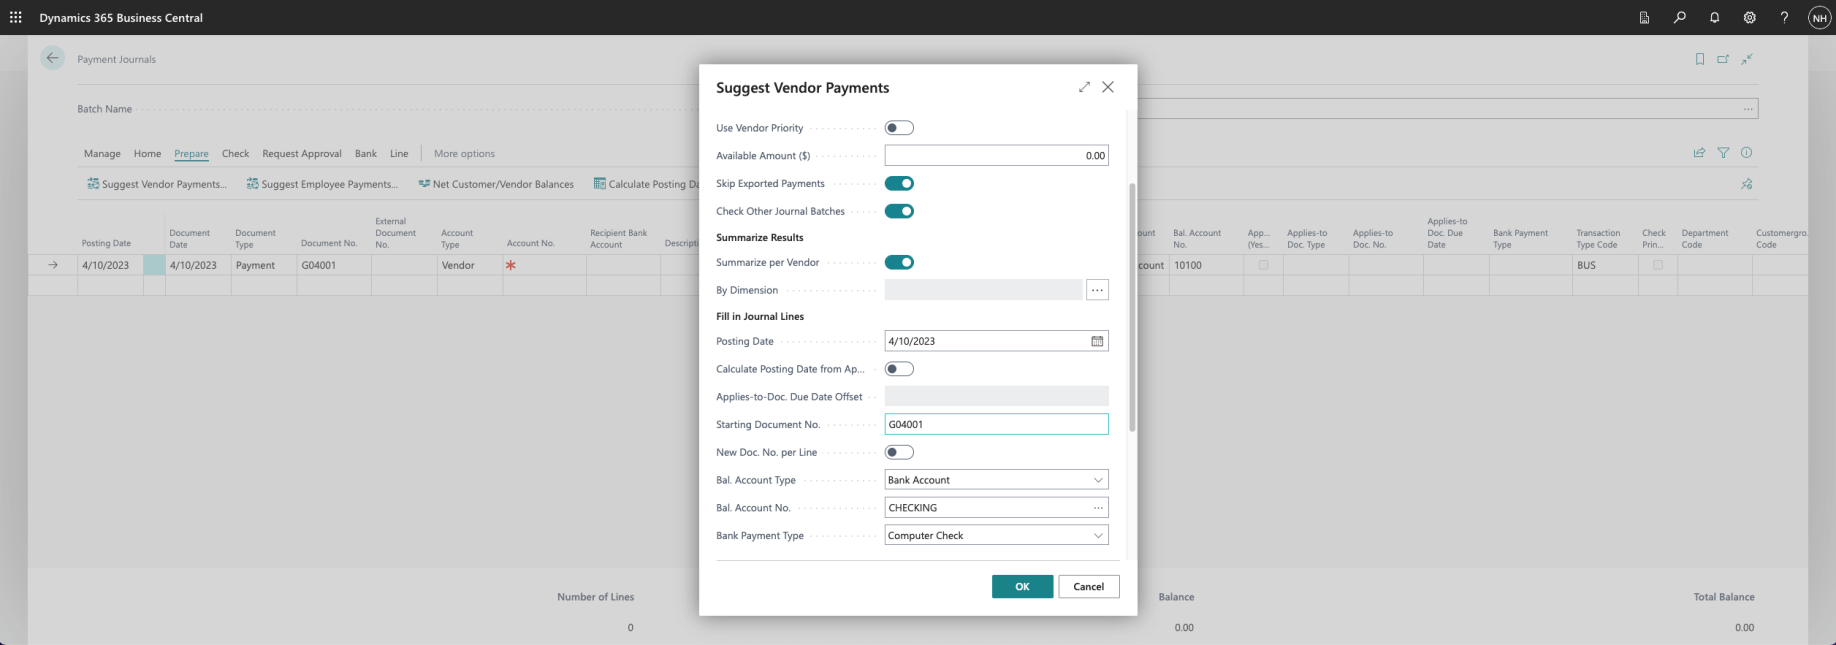 Dynamics 365 Business Central
NH
Payment Journals
Batch Name
Manage Home Prepare Check Request Approval Bank Line More options
Suggest Vendor Payments... Suggest Employee Payments... Net Customer/Vendor Balances Calculate Posting Da
Posting Date Document Date Document Type Document No. External Document No. Account Type Account No. Recipient Bank Account Descripti
ount Bal. Account No. App... (Yes... Applies-to Doc. Type Applies-to Doc. No. Applies-to Doc. Due Date Bank Payment Type Transaction Type Code Check Prin... Department Code Customergro. Code
4/10/2023 4/10/2023 Payment G04001 Vendor *
count 10100 BUS
Suggest Vendor Payments
Use Vendor Priority
Available Amount ($) 0.00
Skip Exported Payments
Check Other Journal Batches
Summarize Results
Summarize per Vendor
By Dimension ...
Fill in Journal Lines
Posting Date 4/10/2023
Calculate Posting Date from Ap...
Applies-to-Doc. Due Date Offset
Starting Document No. G04001
New Doc. No. per Line
Bal. Account Type Bank Account
Bal. Account No. CHECKING ...
Bank Payment Type Computer Check
OK Cancel
Number of Lines Balance Total Balance
0 0.00 0.00